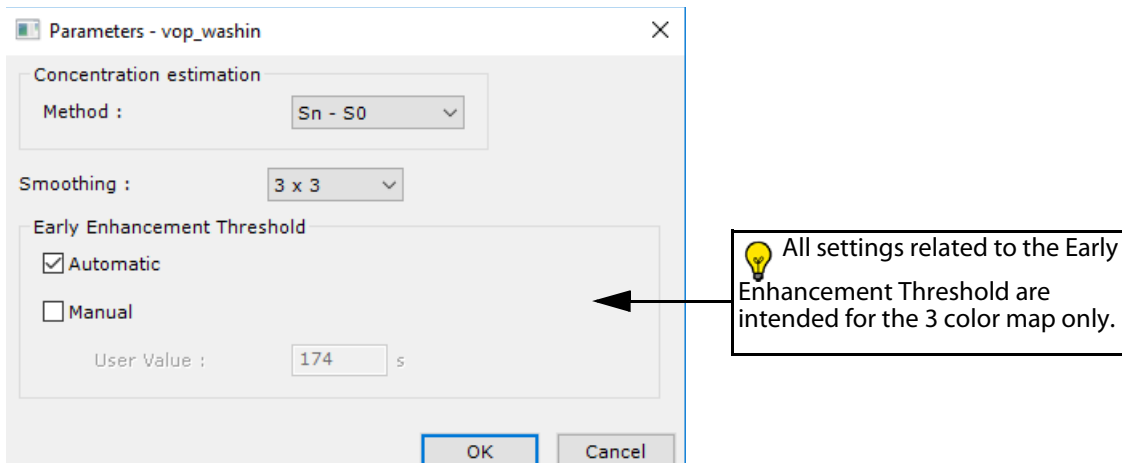 Parameters - vop_washin
Concentration estimation
Method :
Sn - S0
Smoothing :
3 x 3
Early Enhancement Threshold
Automatic
Manual
User Value :
174
s
OK
Cancel
All settings related to the Early
Enhancement Threshold are
intended for the 3 color map only.